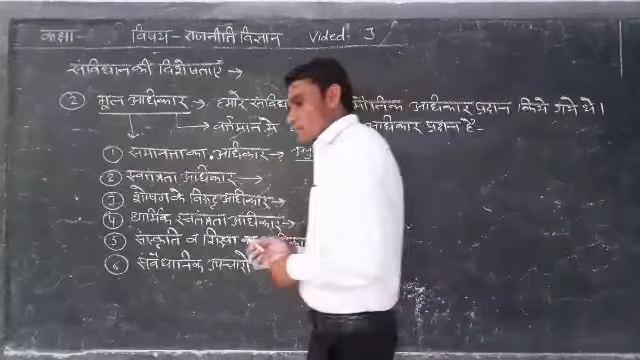 कक्षा- विषय- राजनीति विज्ञान Video 3
संविधान की विशेषताएं →
② मूल अधिकार → हमारे संविध मौलिक अधिकार प्रदान किये गये थे।
→ वर्तमान मे अधिकार प्रदान हैं-
① समानता का अधिकार →
② स्वतंत्रता अधिकार →
③ शोषण के विरुद्ध अधिकार →
④ धार्मिक स्वतंत्रता अधिकार →
⑤ संस्कृति व शिक्षा का
⑥ संवैधानिक उपचारो